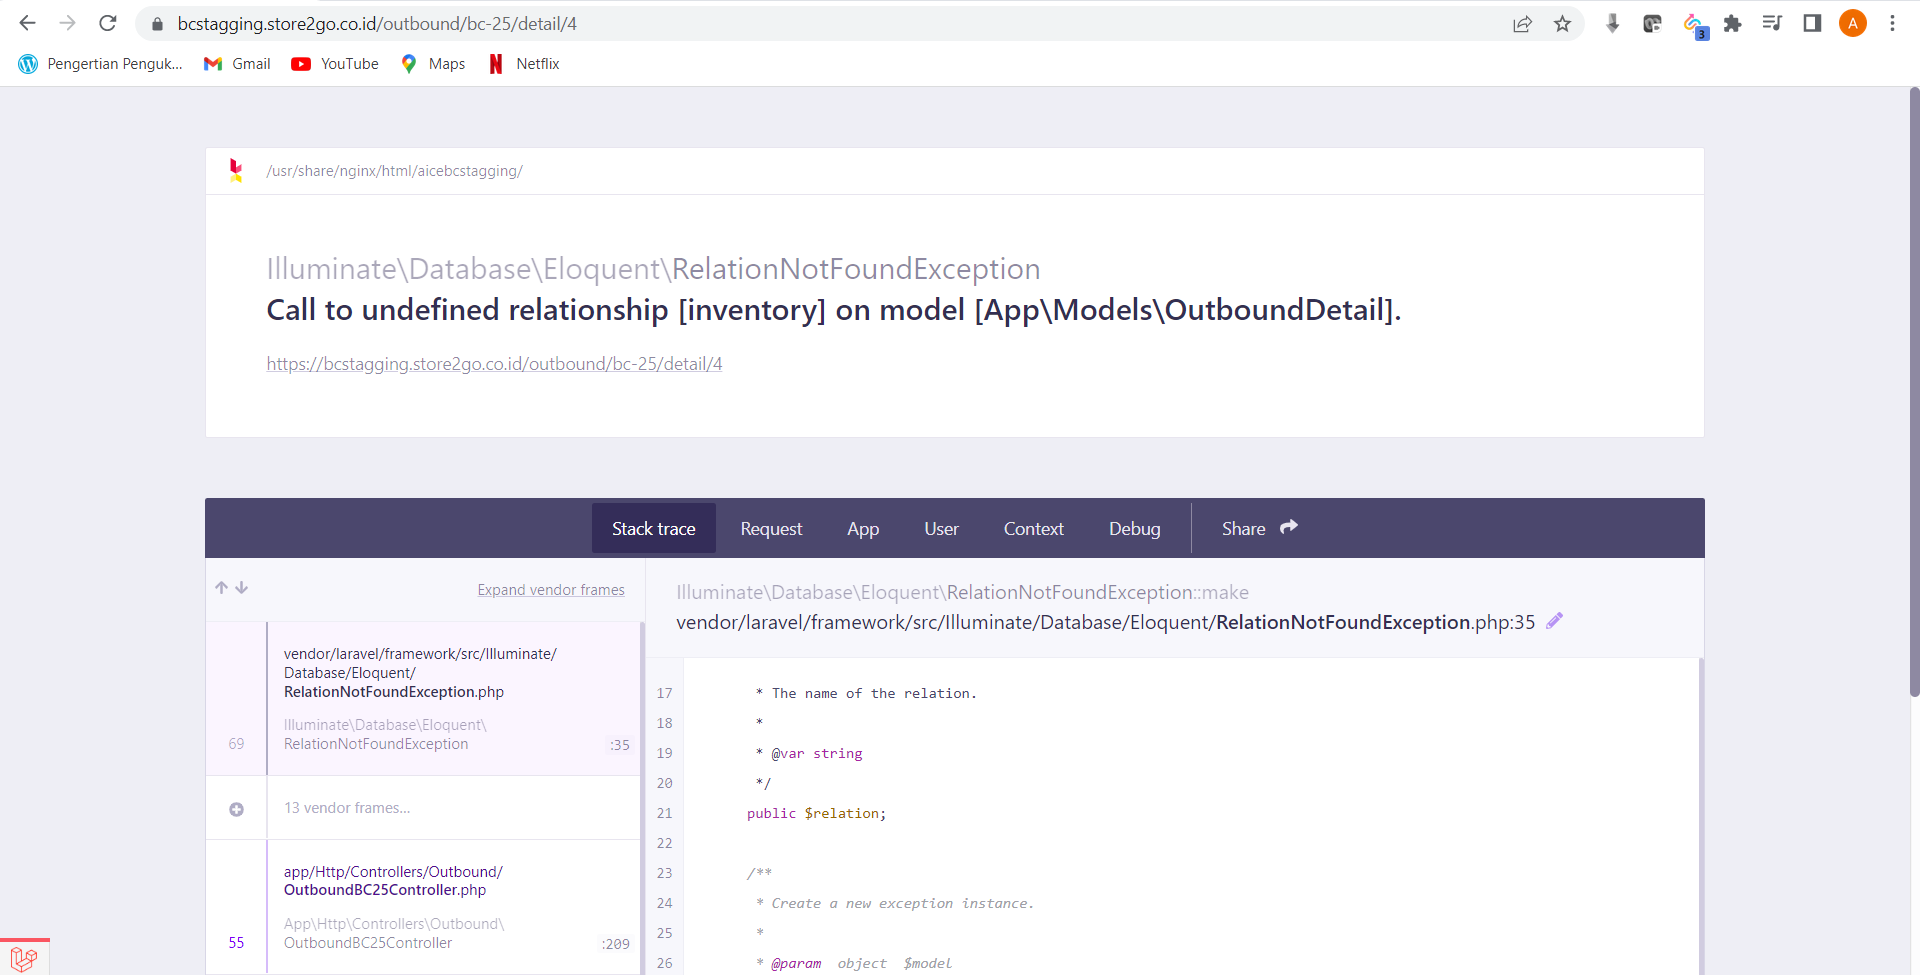 bcstagging.store2go.co.id/outbound/bc-25/detail/4
3
A
Pengertian Penguk...
Gmail
YouTube
Maps
Netflix
/usr/share/nginx/html/aicebcstagging/
Illuminate\Database\Eloquent\RelationNotFoundException
Call to undefined relationship [inventory] on model [App\Models\OutboundDetail].
https://bcstagging.store2go.co.id/outbound/bc-25/detail/4
Stack trace
Request
App
User
Context
Debug
Share
Expand vendor frames
vendor/laravel/framework/src/Illuminate/
Database/Eloquent/
RelationNotFoundException.php
Illuminate\Database\Eloquent\
RelationNotFoundException
69
:35
13 vendor frames...
app/Http/Controllers/Outbound/
OutboundBC25Controller.php
App\Http\Controllers\Outbound\
OutboundBC25Controller
55
:209
Illuminate\Database\Eloquent\RelationNotFoundException::make
vendor/laravel/framework/src/Illuminate/Database/Eloquent/RelationNotFoundException.php:35
17 * The name of the relation.
18 *
19 * @var string
20 */
21 public $relation;
22
23 /**
24 * Create a new exception instance.
25 *
26 * @param object $model